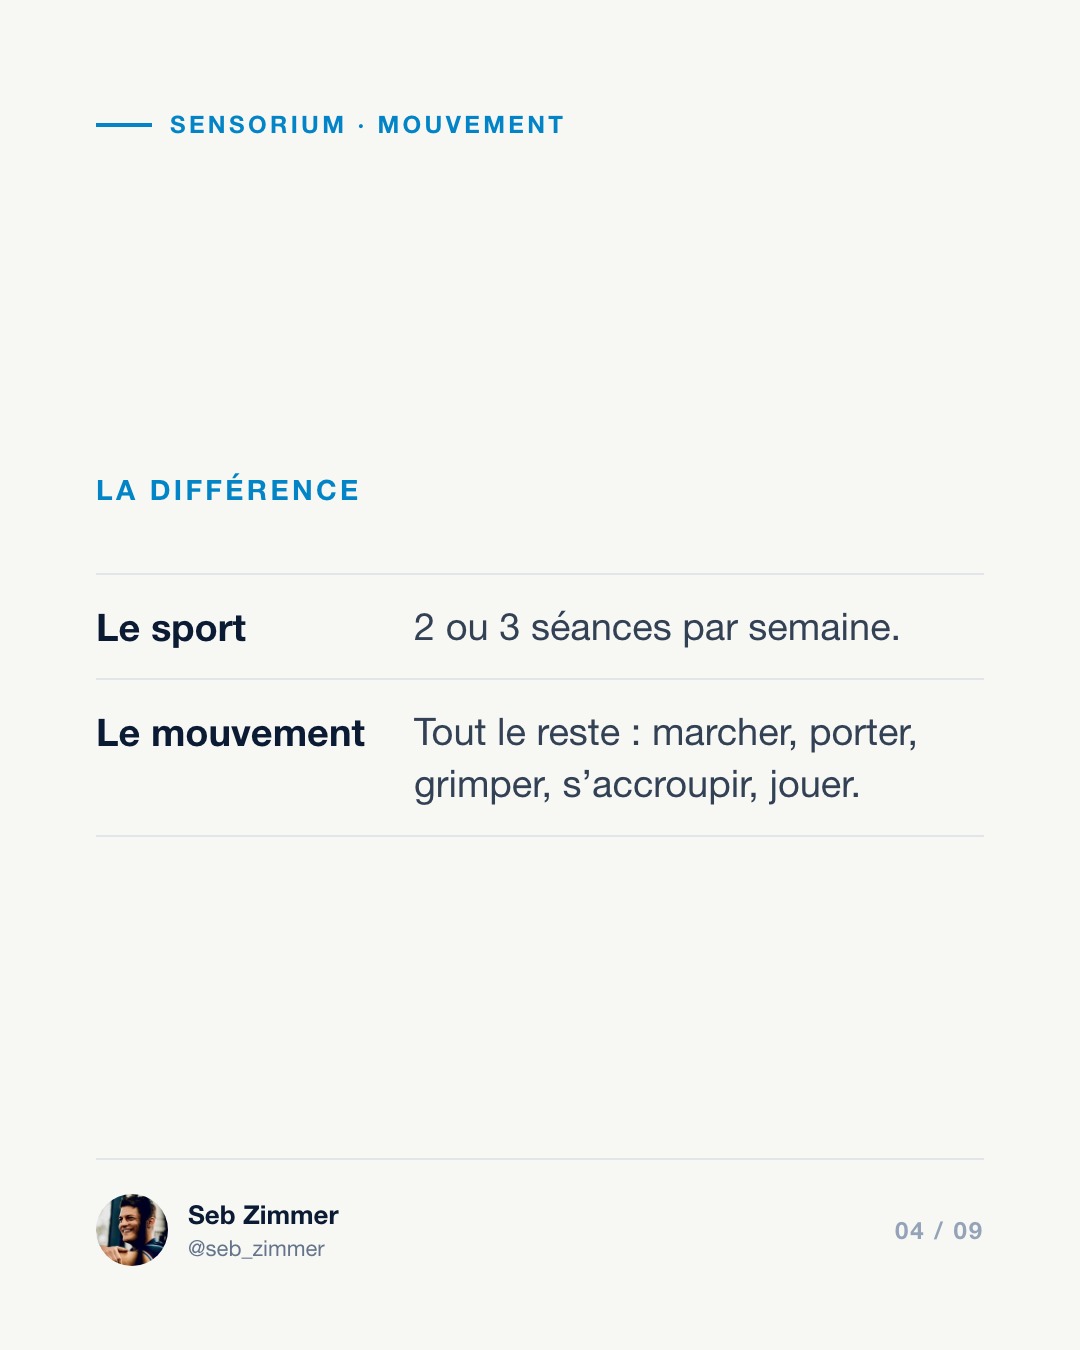 SENSORIUM · MOUVEMENT
LA DIFFÉRENCE
Le sport
2 ou 3 séances par semaine.
Le mouvement
Tout le reste : marcher, porter,
grimper, s’accroupir, jouer.
Seb Zimmer
@seb_zimmer
04 / 09